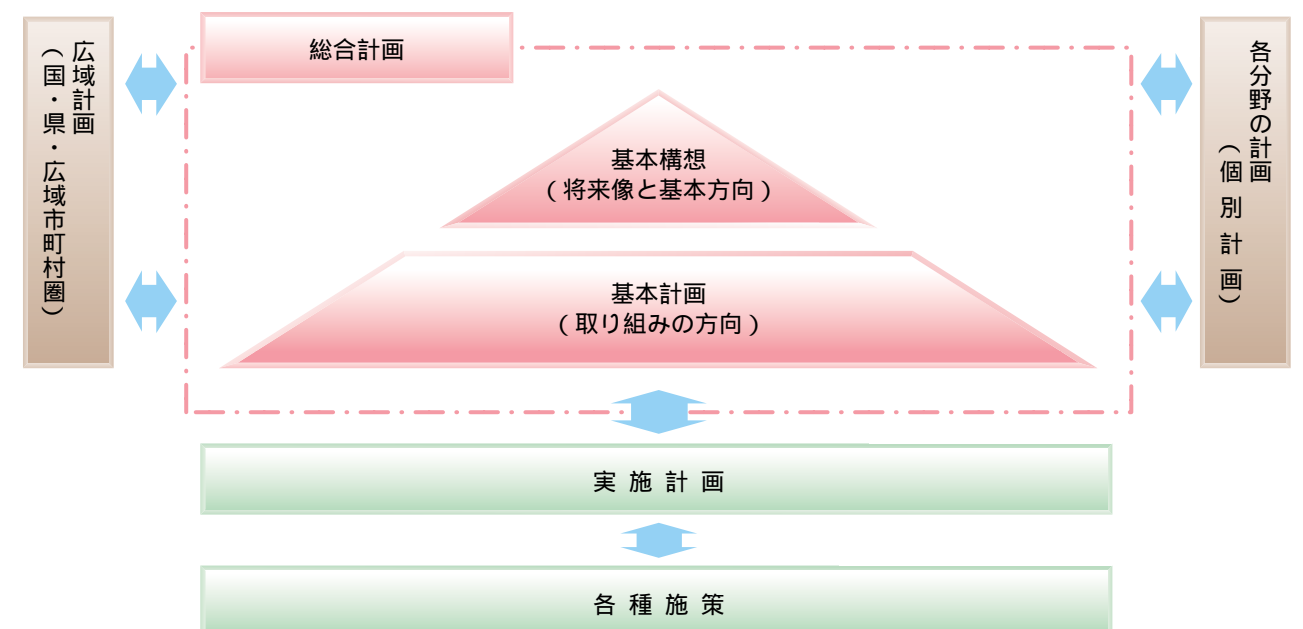 広域計画
（国・県・広域市町村圏）
総合計画
基本構想
（将来像と基本方向）
基本計画
（取り組みの方向）
各分野の計画
（個別計画）
実施計画
各種施策